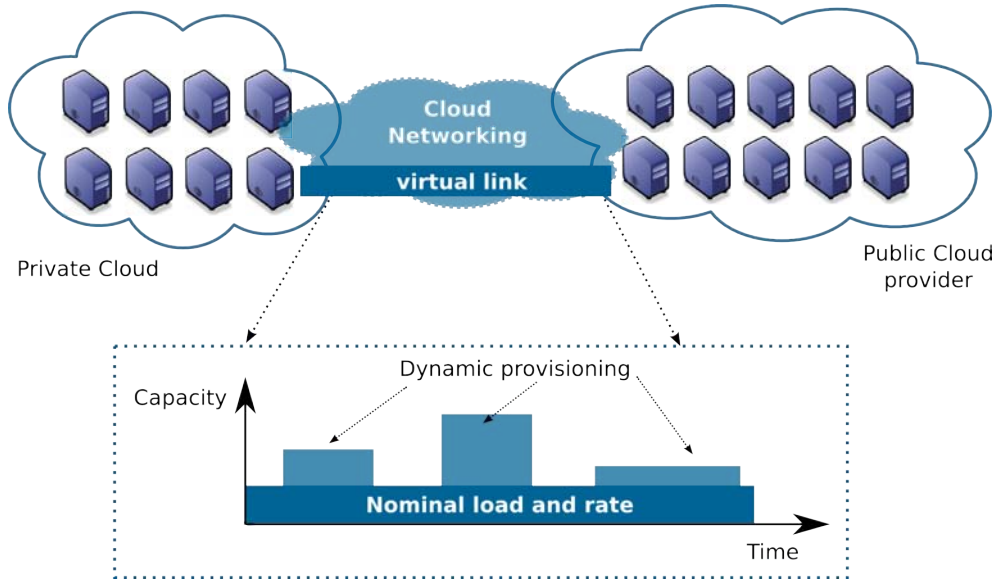 Cloud
Networking
virtual link
Private Cloud
Public Cloud
provider
Dynamic provisioning
Capacity
Nominal load and rate
Time